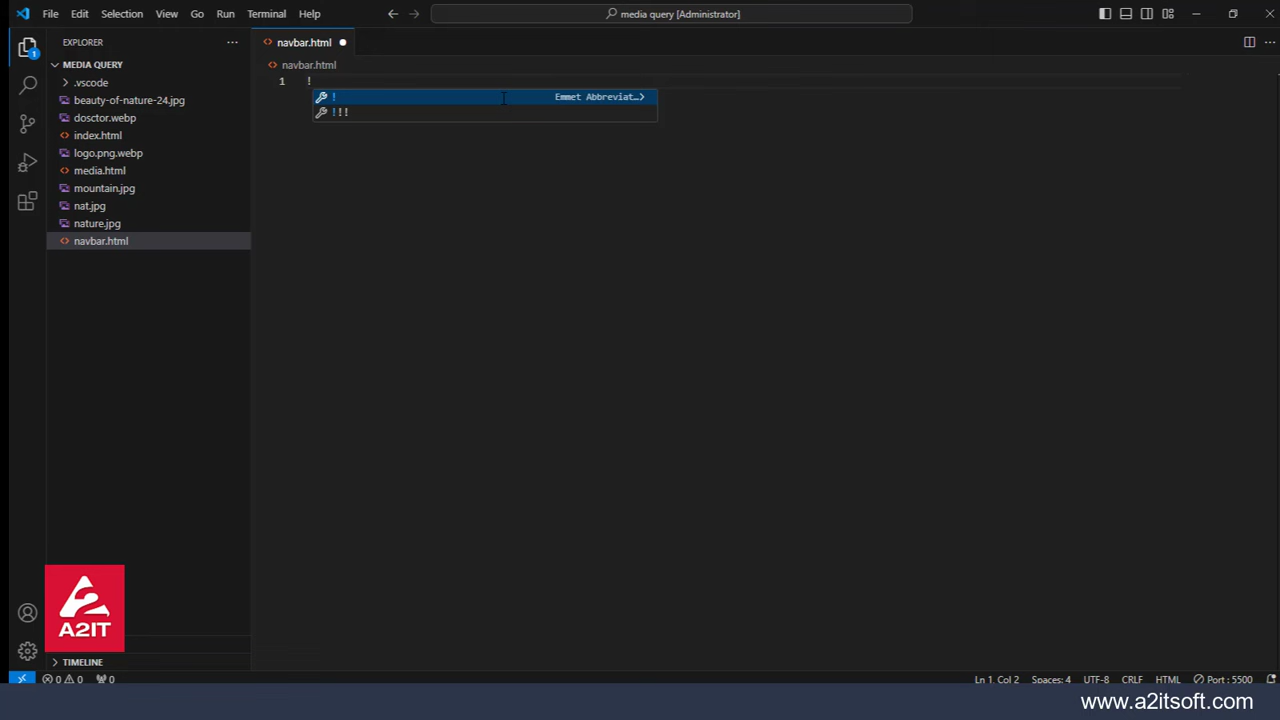 File Edit Selection View Go Run Terminal Help
media query [Administrator]
EXPLORER
navbar.html
MEDIA QUERY
navbar.html
.vscode
1 !
beauty-of-nature-24.jpg
! Emmet Abbreviat...>
dosctor.webp
!!!
index.html
logo.png.webp
media.html
mountain.jpg
nat.jpg
nature.jpg
navbar.html
1
A2IT
TIMELINE
0 0 0
Ln 1, Col 2 Spaces: 4 UTF-8 CRLF HTML Port : 5500
www.a2itsoft.com